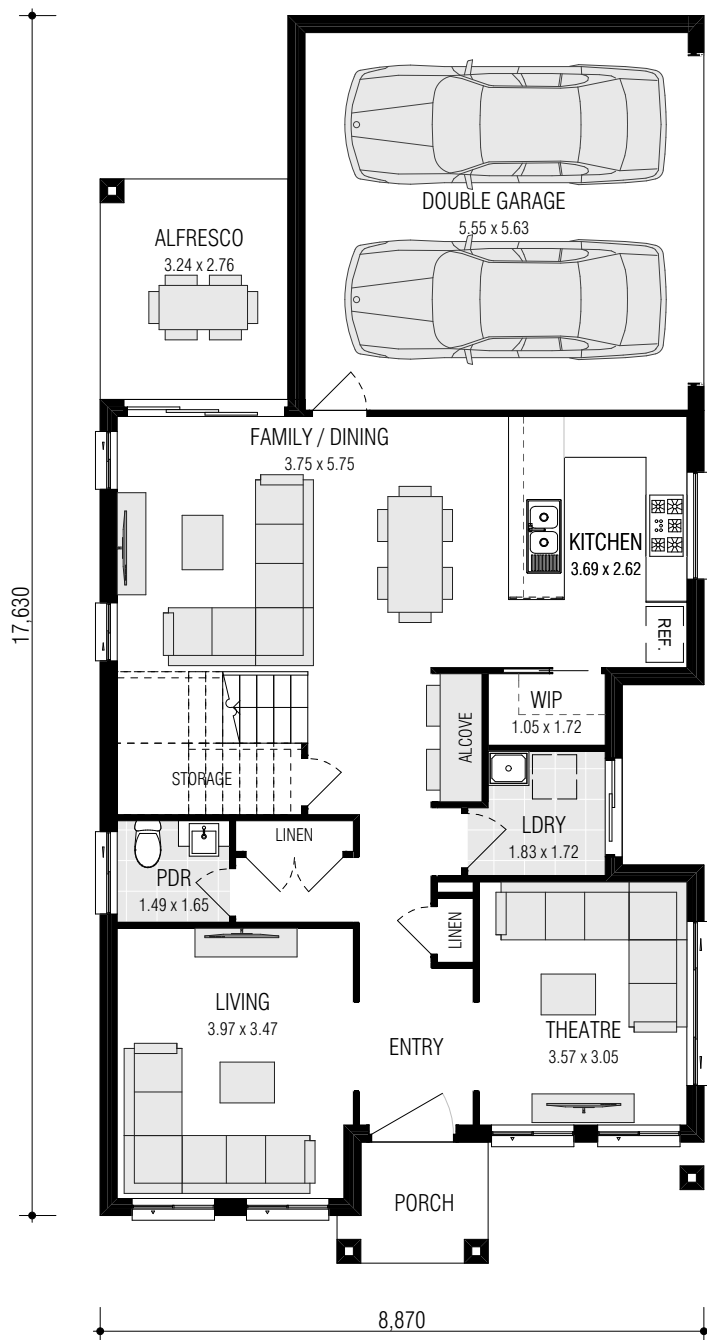 DOUBLE GARAGE
5.55 x 5.63
ALFRESCO
3.24 x 2.76
FAMILY / DINING
3.75 x 5.75
KITCHEN
3.69 x 2.62
17,630
REF.
WIP
1.05 x 1.72
ALCOVE
STORAGE
LINEN
LDRY
1.83 x 1.72
PDR
1.49 x 1.65
LINEN
LIVING
3.97 x 3.47
ENTRY
THEATRE
3.57 x 3.05
PORCH
8,870